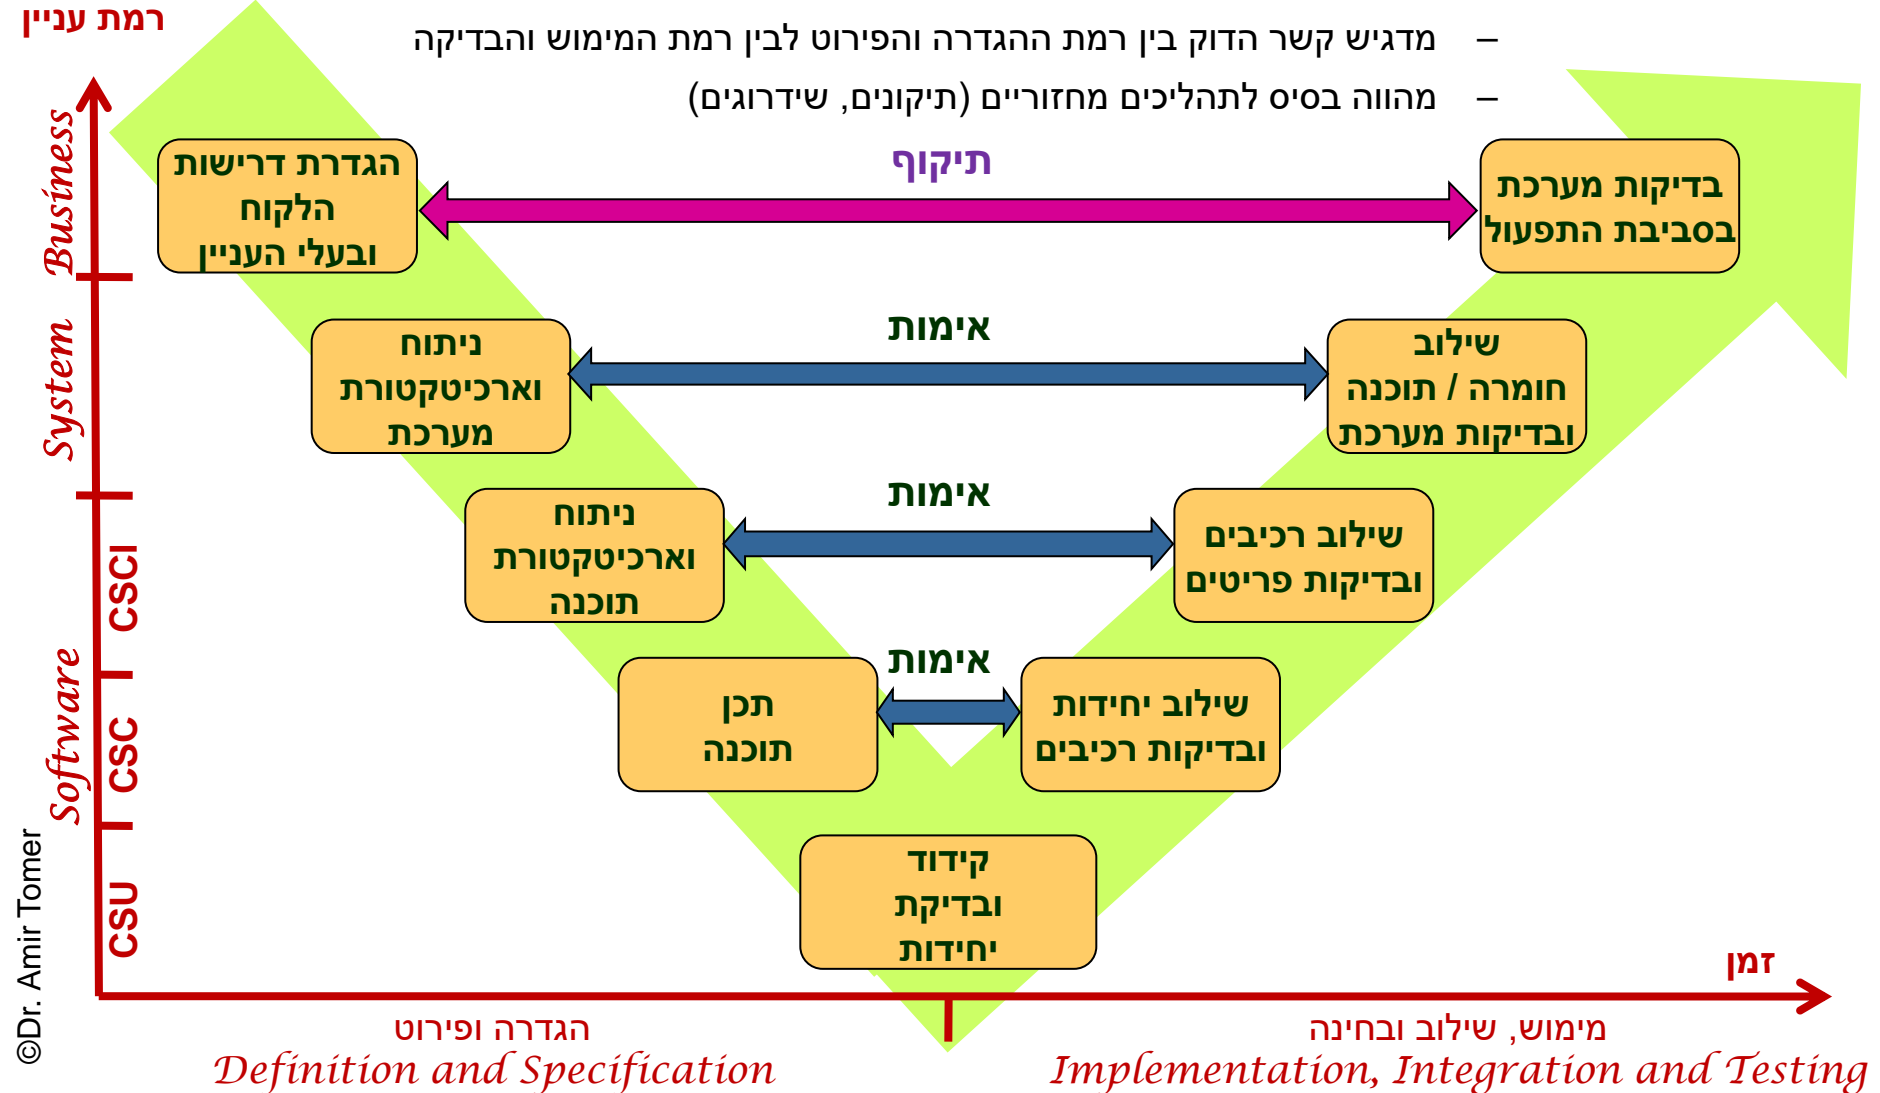 רמת עניין
– מדגיש קשר הדוק בין רמת ההגדרה והפירוט לבין רמת המימוש והבדיקה
– מהווה בסיס לתהליכים מחזוריים (תיקונים, שידרוגים)
Business
הגדרת דרישות
הלקוח
ובעלי העניין
תיקוף
בדיקות מערכת
בסביבת התפעול
System
ניתוח
וארכיטקטורת
מערכת
אימות
שילוב
חומרה / תוכנה
ובדיקות מערכת
Software
CSCI
ניתוח
וארכיטקטורת
תוכנה
אימות
שילוב רכיבים
ובדיקות פריטים
CSC
תכן
תוכנה
אימות
שילוב יחידות
ובדיקות רכיבים
CSU
קידוד
ובדיקת
יחידות
זמן
הגדרה ופירוט
Definition and Specification
מימוש, שילוב ובחינה
Implementation, Integration and Testing
©Dr. Amir Tomer